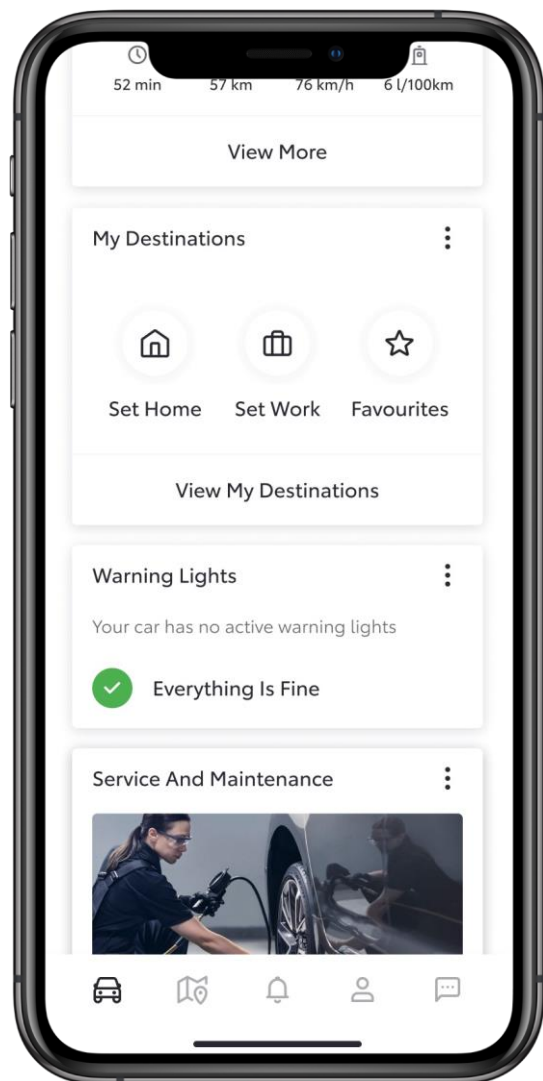 52 min 57 km 76 km/h 6 l/100km
View More
My Destinations
Set Home Set Work Favourites
View My Destinations
Warning Lights
Your car has no active warning lights
Everything Is Fine
Service And Maintenance